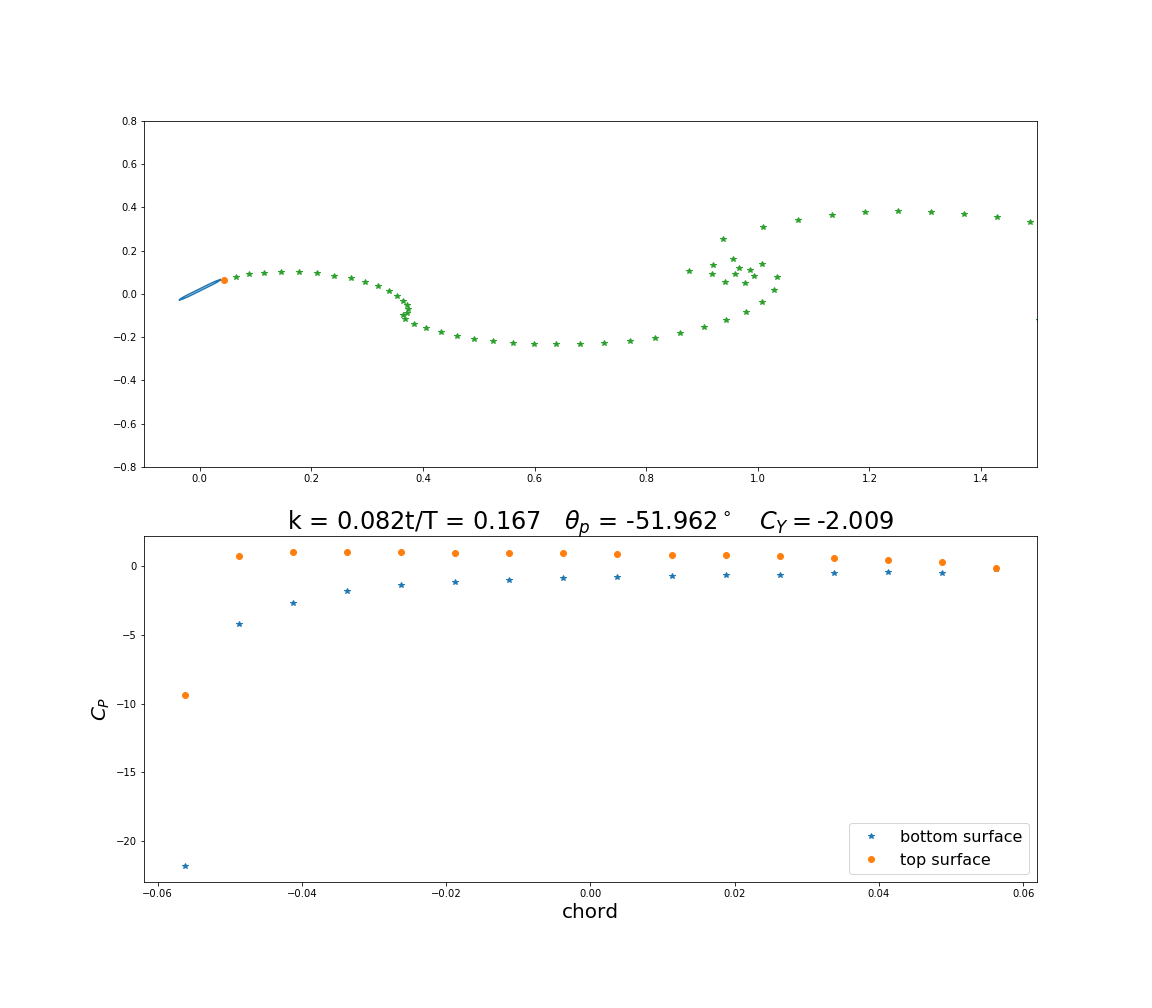 0.8
0.6
0.4
0.2
0.0
−0.2
−0.4
−0.6
−0.8
0.0 0.2 0.4 0.6 0.8 1.0 1.2 1.4
k = 0.082t/T = 0.167 θp = -51.962° CY = -2.009
0
−5
−10
−15
−20
CP
bottom surface
top surface
−0.06 −0.04 −0.02 0.00 0.02 0.04 0.06
chord